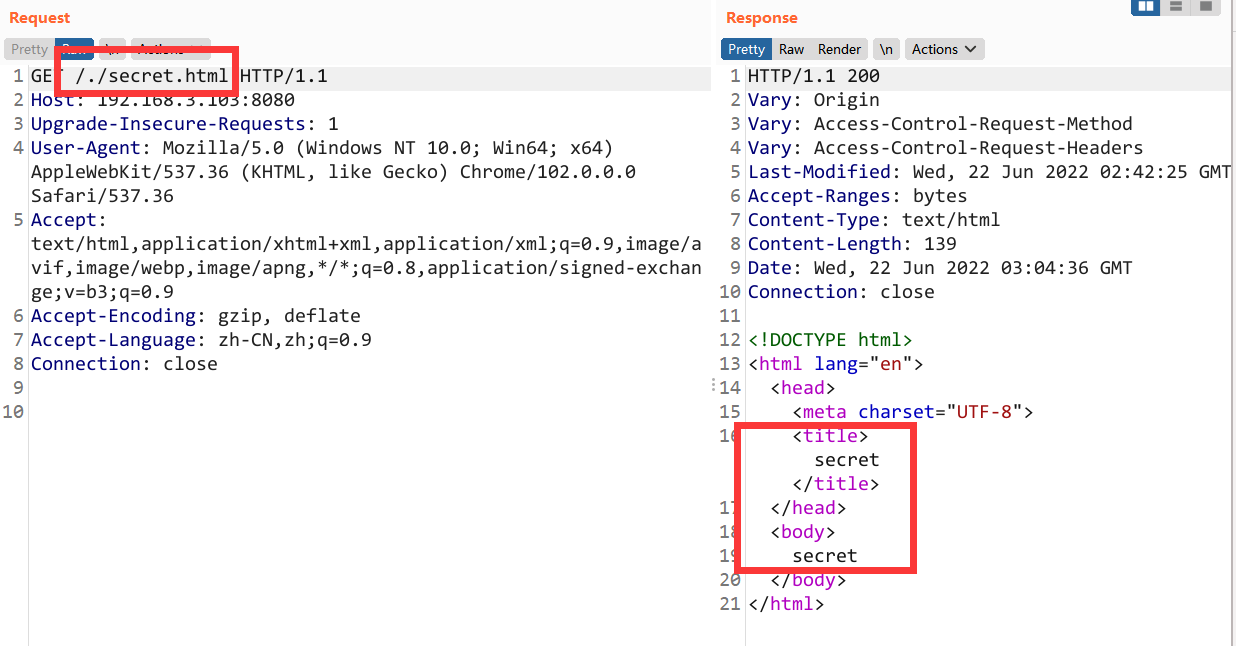 Request
Pretty Raw \n Actions
1 GET /./secret.html HTTP/1.1
2 Host: 192.168.3.103:8080
3 Upgrade-Insecure-Requests: 1
4 User-Agent: Mozilla/5.0 (Windows NT 10.0; Win64; x64)
AppleWebKit/537.36 (KHTML, like Gecko) Chrome/102.0.0.0
Safari/537.36
5 Accept:
text/html,application/xhtml+xml,application/xml;q=0.9,image/a
vif,image/webp,image/apng,*/*;q=0.8,application/signed-exchan
ge;v=b3;q=0.9
6 Accept-Encoding: gzip, deflate
7 Accept-Language: zh-CN,zh;q=0.9
8 Connection: close
9
10
Response
Pretty Raw Render \n Actions
1 HTTP/1.1 200
2 Vary: Origin
3 Vary: Access-Control-Request-Method
4 Vary: Access-Control-Request-Headers
5 Last-Modified: Wed, 22 Jun 2022 02:42:25 GMT
6 Accept-Ranges: bytes
7 Content-Type: text/html
8 Content-Length: 139
9 Date: Wed, 22 Jun 2022 03:04:36 GMT
10 Connection: close
11
12 <!DOCTYPE html>
13 <html lang="en">
14 <head>
15 <meta charset="UTF-8">
16 <title>
secret
</title>
17 </head>
18 <body>
19 secret
20 </body>
21 </html>